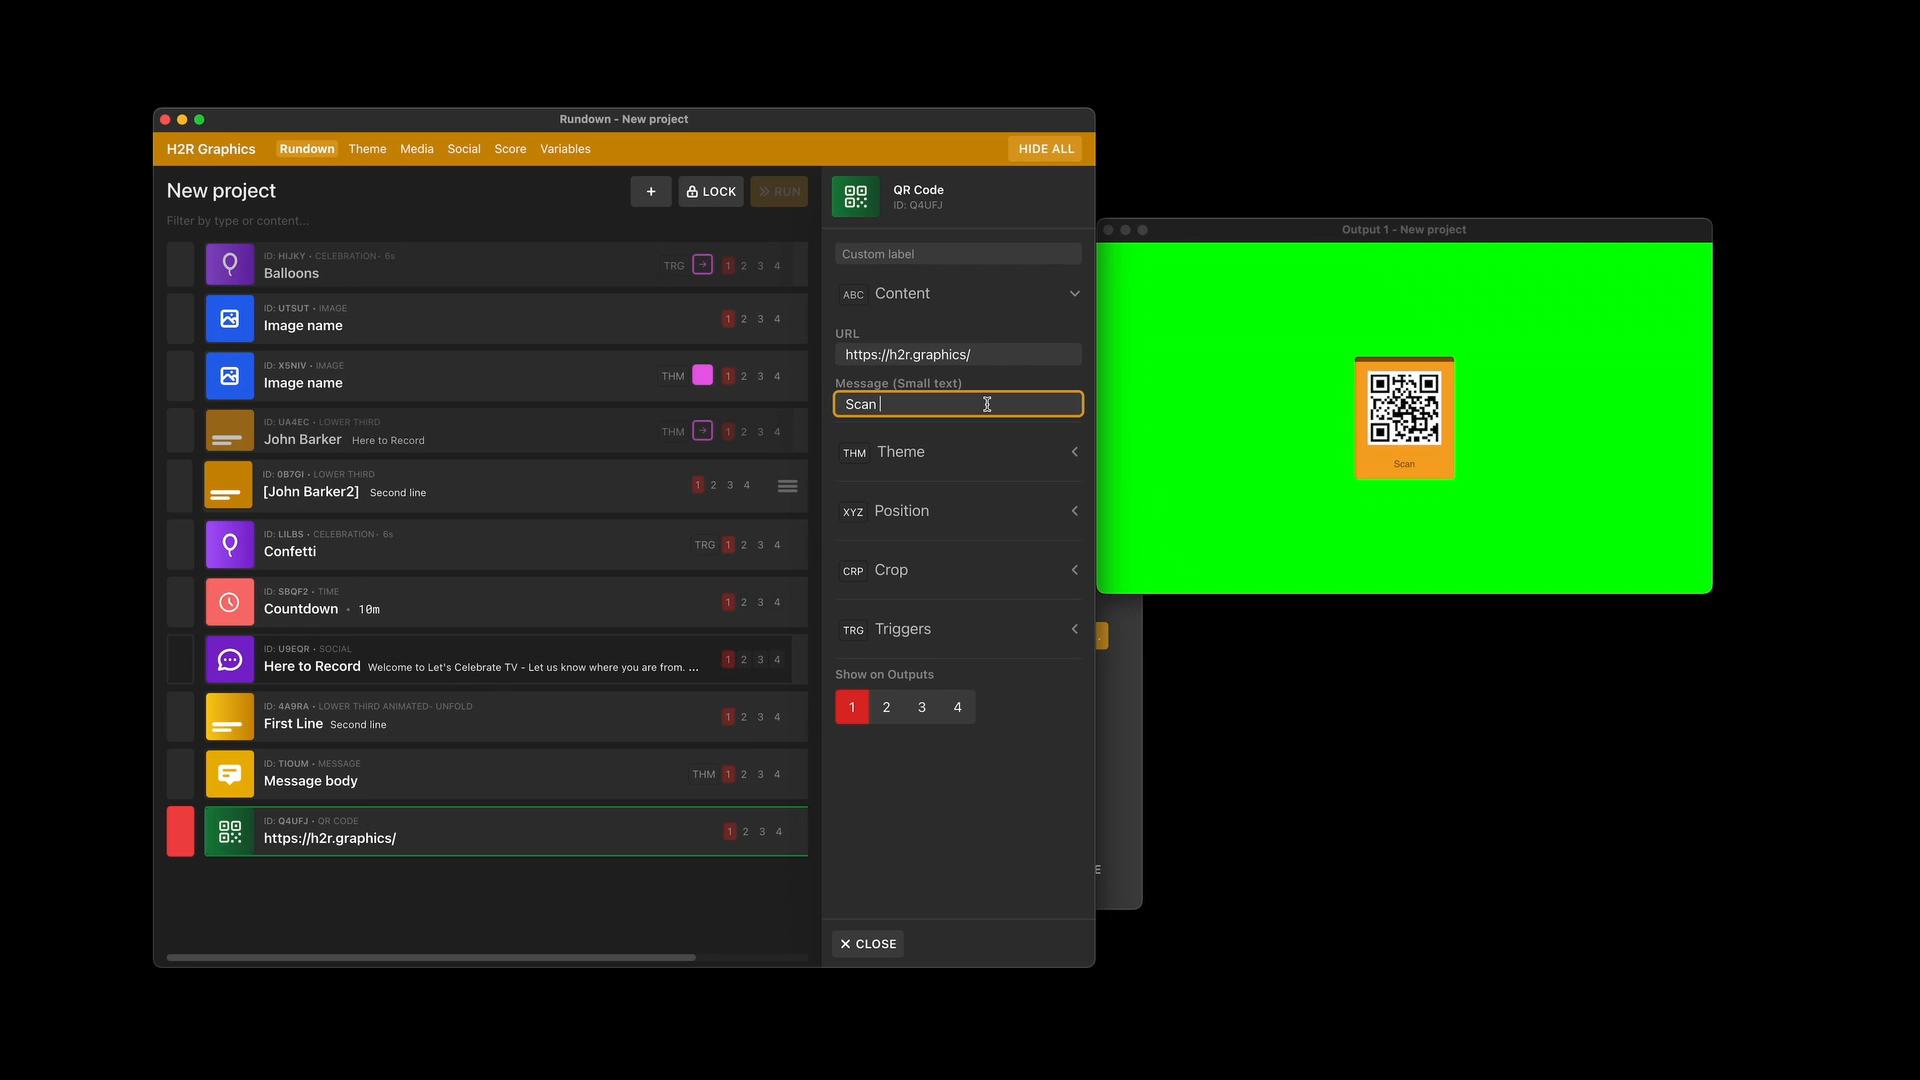 Rundown - New project
H2R Graphics Rundown Theme Media Social Score Variables HIDE ALL
New project + LOCK RUN
Filter by type or content...
ID: HIJKY • CELEBRATION - 6s
Balloons TRG 1 2 3 4
ID: UTSUT • IMAGE
Image name 1 2 3 4
ID: X5NIV • IMAGE
Image name THM 1 2 3 4
ID: UA4EC • LOWER THIRD
John Barker Here to Record THM 1 2 3 4
ID: 0B7GI • LOWER THIRD
[John Barker2] Second line 1 2 3 4
ID: LILBS • CELEBRATION - 6s
Confetti TRG 1 2 3 4
ID: SBQF2 • TIME
Countdown • 10m 1 2 3 4
ID: U9EQR • SOCIAL
Here to Record Welcome to Let's Celebrate TV - Let us know where you are from. ... 1 2 3 4
ID: 4A9RA • LOWER THIRD ANIMATED - UNFOLD
First Line Second line 1 2 3 4
ID: TIOUM • MESSAGE
Message body THM 1 2 3 4
ID: Q4UFJ • QR CODE
https://h2r.graphics/ 1 2 3 4
QR Code
ID: Q4UFJ
Custom label
ABC Content
URL
https://h2r.graphics/
Message (Small text)
Scan
THM Theme
XYZ Position
CRP Crop
TRG Triggers
Show on Outputs
1 2 3 4
CLOSE
Output 1 - New project
Scan
E